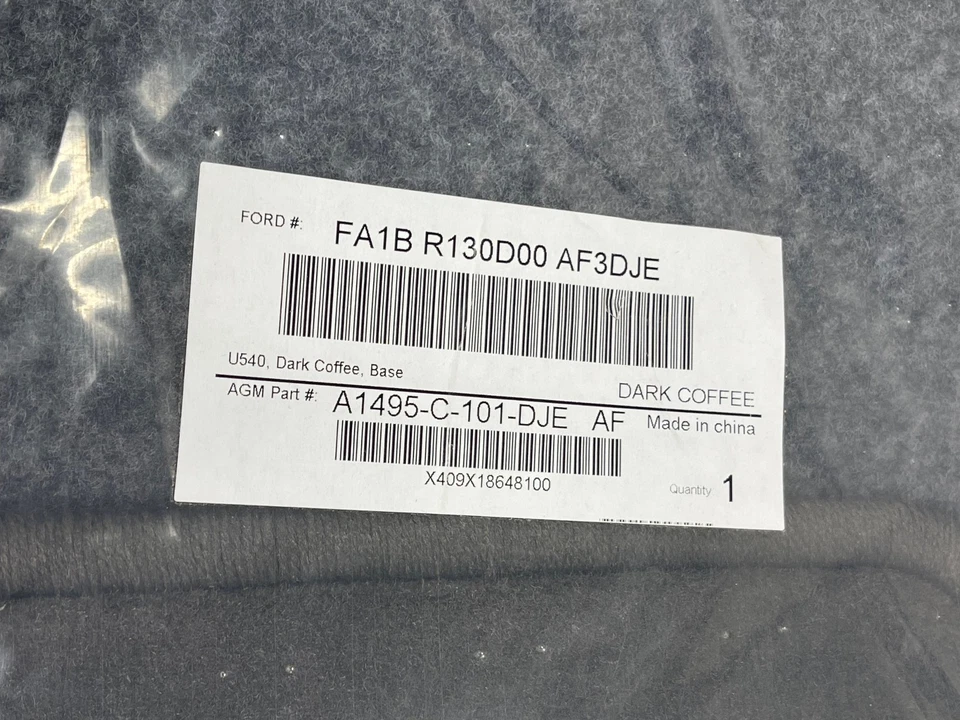 FORD #: FA1B R130D00 AF3DJE
U540, Dark Coffee, Base
DARK COFFEE
AGM Part #: A1495-C-101-DJE AF Made in china
X409X18648100
Quantity 1